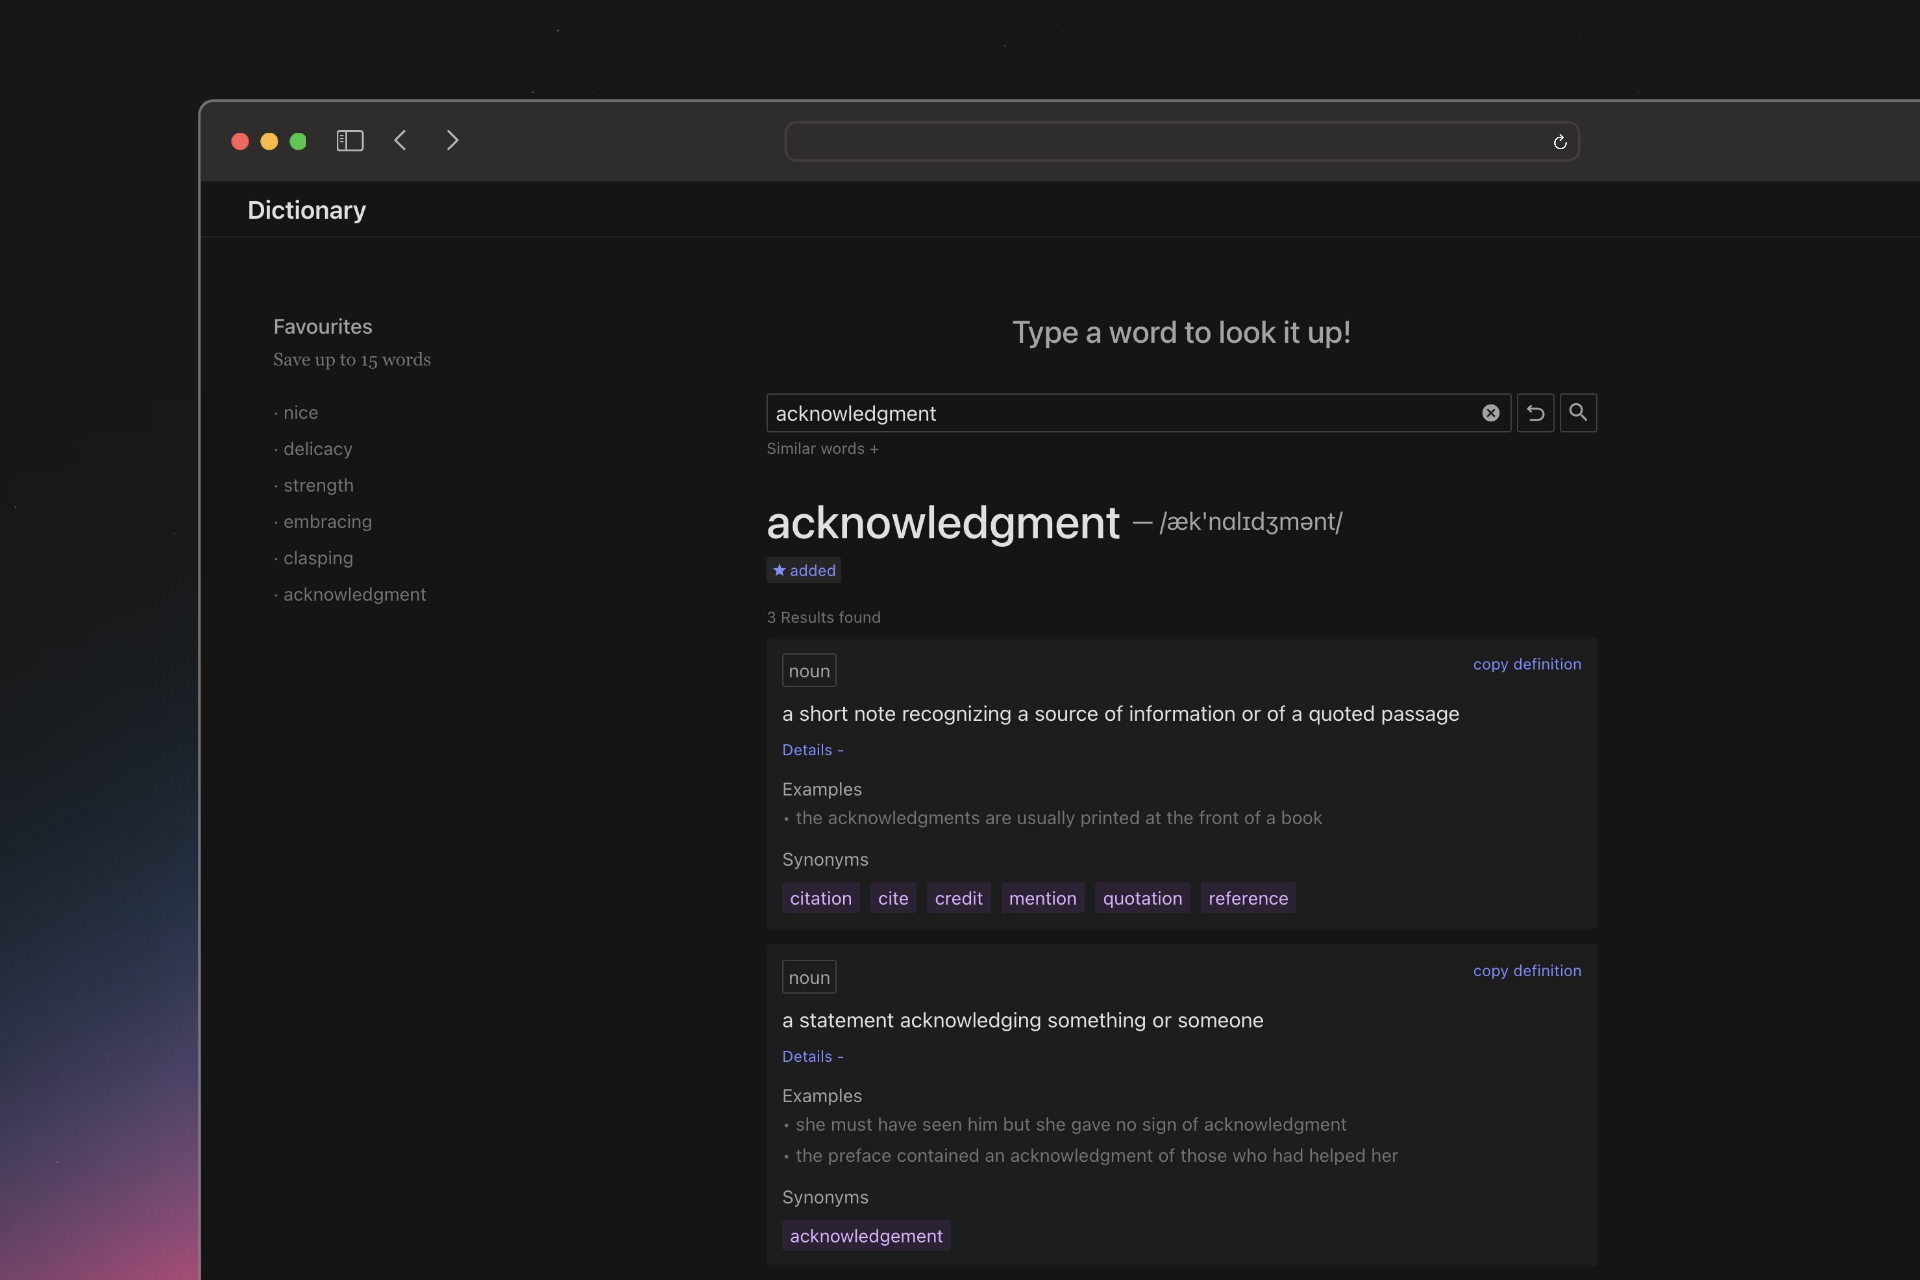 Dictionary
Favourites
Save up to 15 words
· nice
· delicacy
· strength
· embracing
· clasping
· acknowledgment
Type a word to look it up!
acknowledgment
Similar words +
acknowledgment — /æk'nɑlɪdʒmənt/
★ added
3 Results found
noun
copy definition
a short note recognizing a source of information or of a quoted passage
Details -
Examples
• the acknowledgments are usually printed at the front of a book
Synonyms
citation cite credit mention quotation reference
noun
copy definition
a statement acknowledging something or someone
Details -
Examples
• she must have seen him but she gave no sign of acknowledgment
• the preface contained an acknowledgment of those who had helped her
Synonyms
acknowledgement